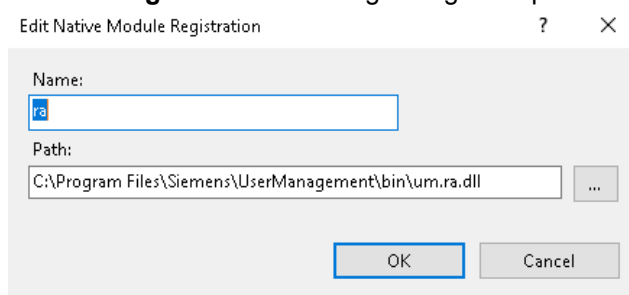 Edit Native Module Registration ? ×
Name:
ra
Path:
C:\Program Files\Siemens\UserManagement\bin\um.ra.dll ...
OK Cancel